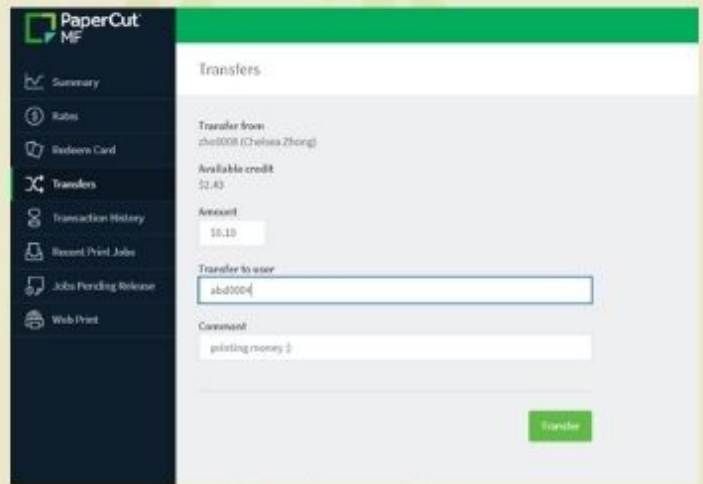 PaperCut
MF
Summary
Rates
Redeem Card
Transfers
Transaction History
Recent Print Jobs
Jobs Pending Release
Web Print
Transfers
Transfer from
zho0008 (Chelsea Zhong)
Available credit
$2.43
Amount
$0.10
Transfer to user
abd0004
Comment
printing money :)
Transfer